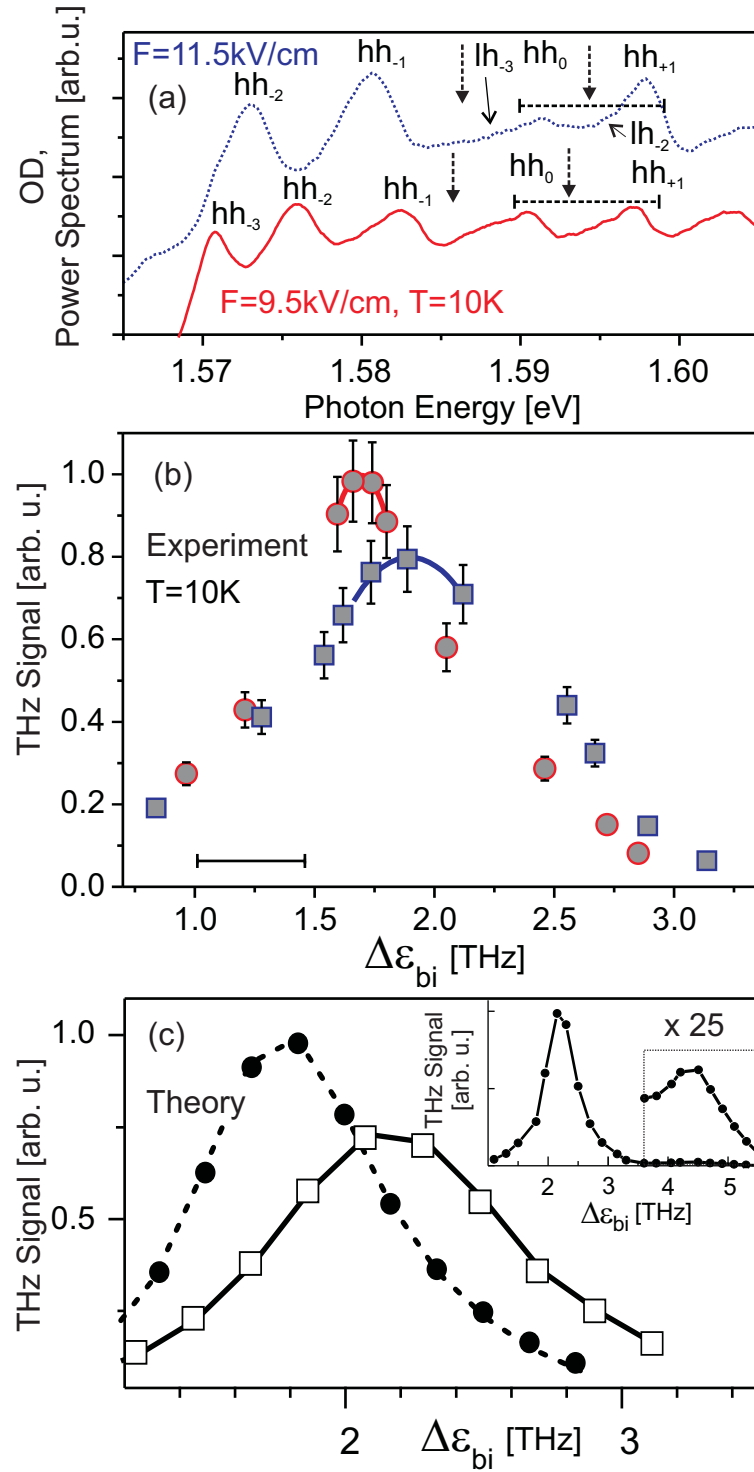 F=11.5kV/cm
hh-2
hh-1
lh-3
hh0
hh+1
(a)
lh-2
hh-3
hh-2
hh-1
hh0
hh+1
F=9.5kV/cm, T=10K
OD,
Power Spectrum [arb.u.]
1.57 1.58 1.59 1.60
Photon Energy [eV]
(b)
Experiment
T=10K
THz Signal [arb. u.]
1.0
0.8
0.6
0.4
0.2
0.0
1.0 1.5 2.0 2.5 3.0
Δεbi [THz]
(c)
Theory
THz Signal [arb. u.]
1.0
0.5
2 3
Δεbi [THz]
x 25
THz Signal
[arb. u.]
2 3 4 5
Δεbi [THz]